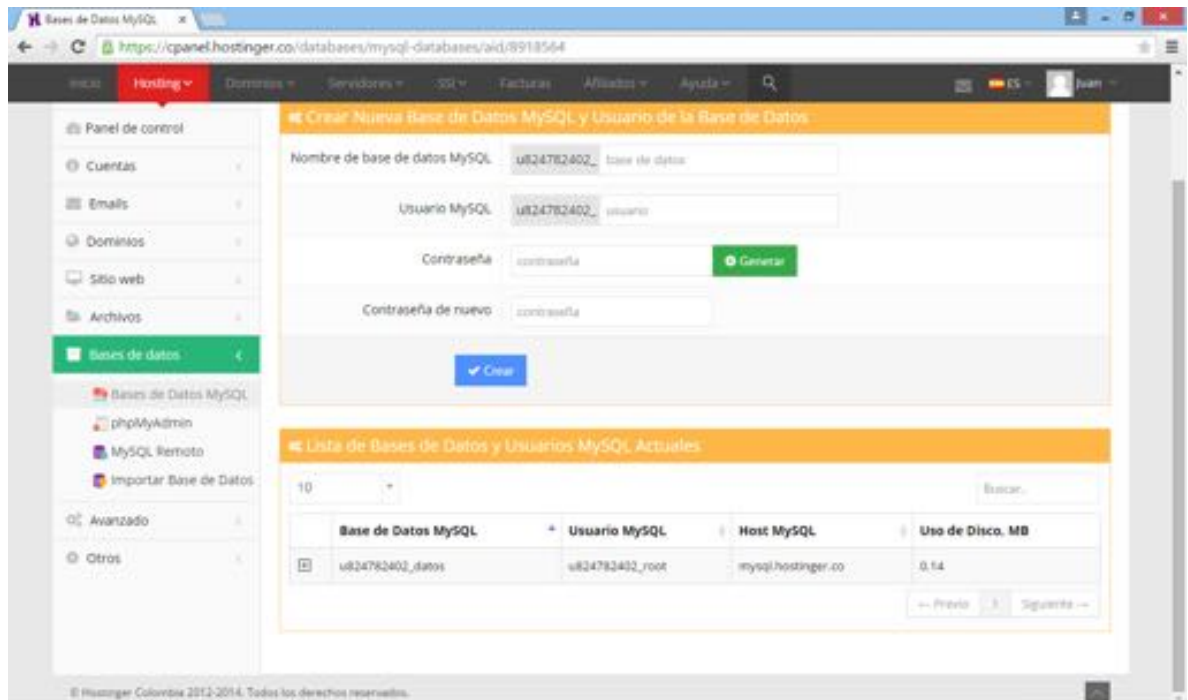 Bases de Datos MySQL
https://cpanel.hostinger.co/databases/mysql-databases/aid/8918564
Inicio Hosting Dominios Servidores SSl Facturas Afiliados Ayuda ES Juan
Panel de control
Cuentas
Emails
Dominios
Sitio web
Archivos
Bases de datos
Bases de Datos MySQL
phpMyAdmin
MySQL Remoto
Importar Base de Datos
Avanzado
Otros
Crear Nueva Base de Datos MySQL y Usuario de la Base de Datos
Nombre de base de datos MySQL u824782402_ base de datos
Usuario MySQL u824782402_ usuario
Contraseña contraseña Generar
Contraseña de nuevo contraseña
Crear
Lista de Bases de Datos y Usuarios MySQL Actuales
10 Buscar..
Base de Datos MySQL Usuario MySQL Host MySQL Uso de Disco, MB
u824782402_datos u824782402_root mysql.hostinger.co 0.14
← Previo 1 Siguiente →
© Hostinger Colombia 2012-2014. Todos los derechos reservados.